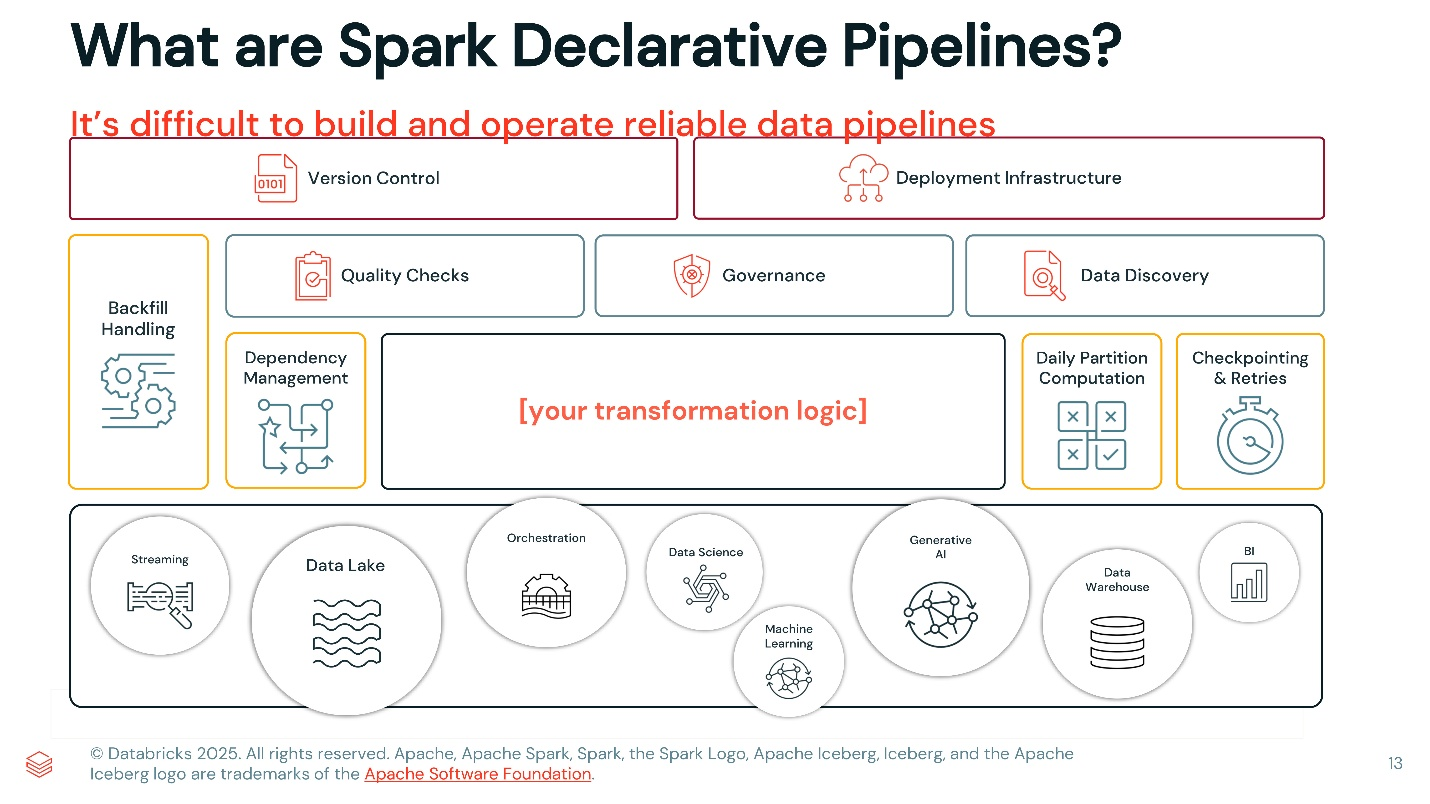 What are Spark Declarative Pipelines?
It's difficult to build and operate reliable data pipelines
0101
Version Control
Deployment Infrastructure
Backfill
Handling
Quality Checks
Governance
Data Discovery
Dependency
Management
[your transformation logic]
Daily Partition
Computation
Checkpointing
& Retries
Streaming
Data Lake
Orchestration
Data Science
Machine
Learning
Generative
AI
Data
Warehouse
BI
© Databricks 2025. All rights reserved. Apache, Apache Spark, Spark, the Spark Logo, Apache Iceberg, Iceberg, and the Apache
Iceberg logo are trademarks of the Apache Software Foundation.
13